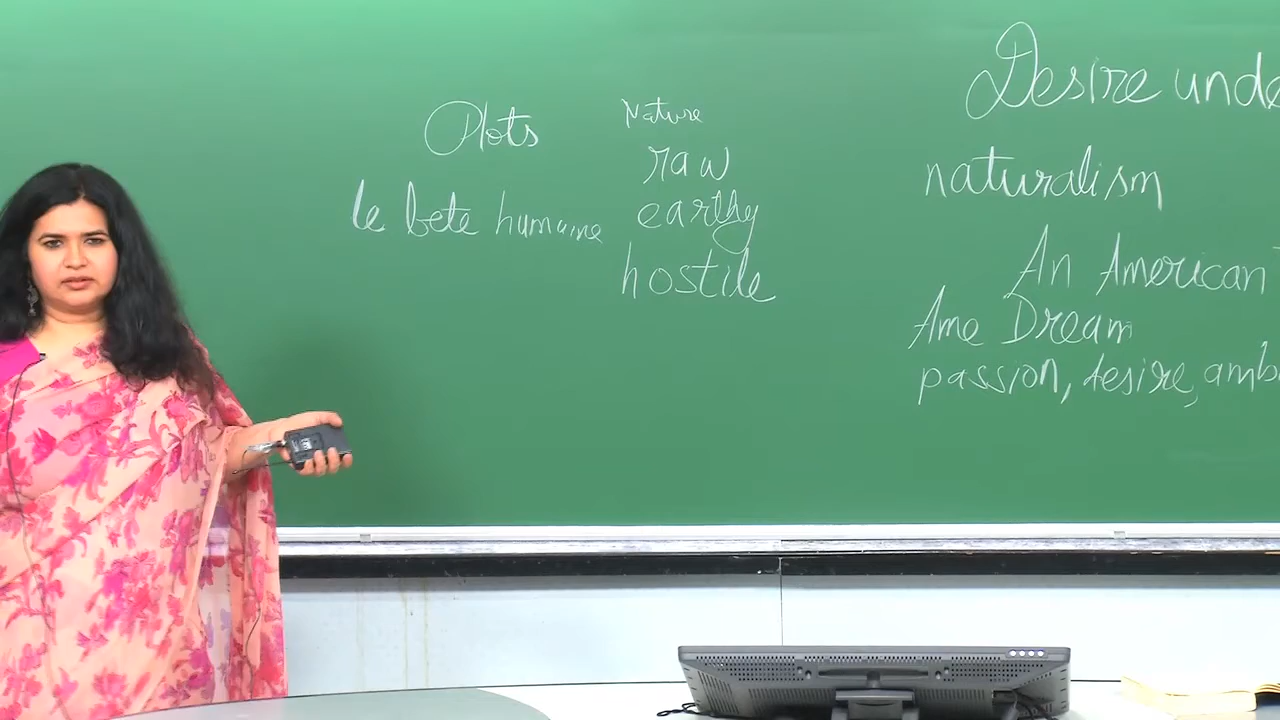 Plots
le bete humaine
Nature
raw
earthy
hostile
Desire unde
naturalism
An American
Ame Dream
passion, desire, amb